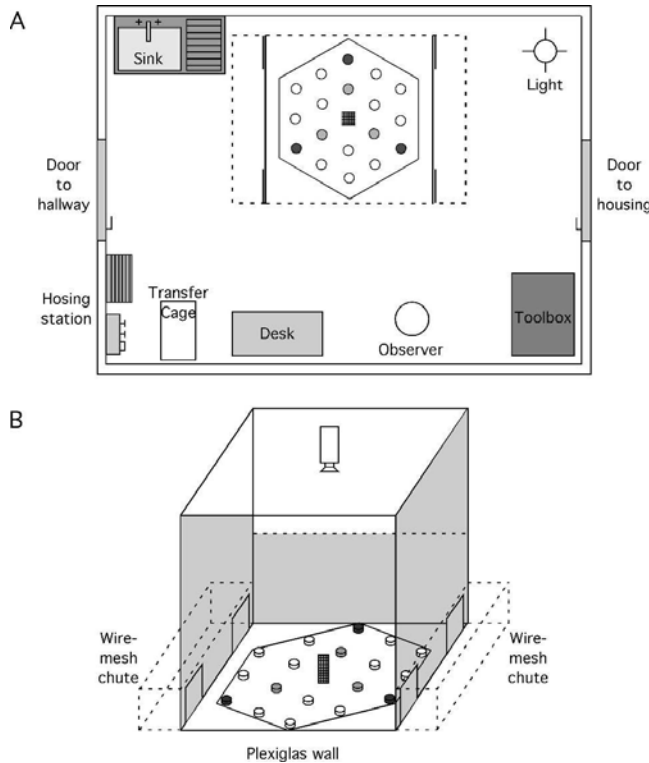 A
Sink
Light
Door
to
hallway
Door
to
housing
Hosing
station
Transfer
Cage
Desk
Observer
Toolbox
B
Wire-
mesh
chute
Wire-
mesh
chute
Plexiglas wall